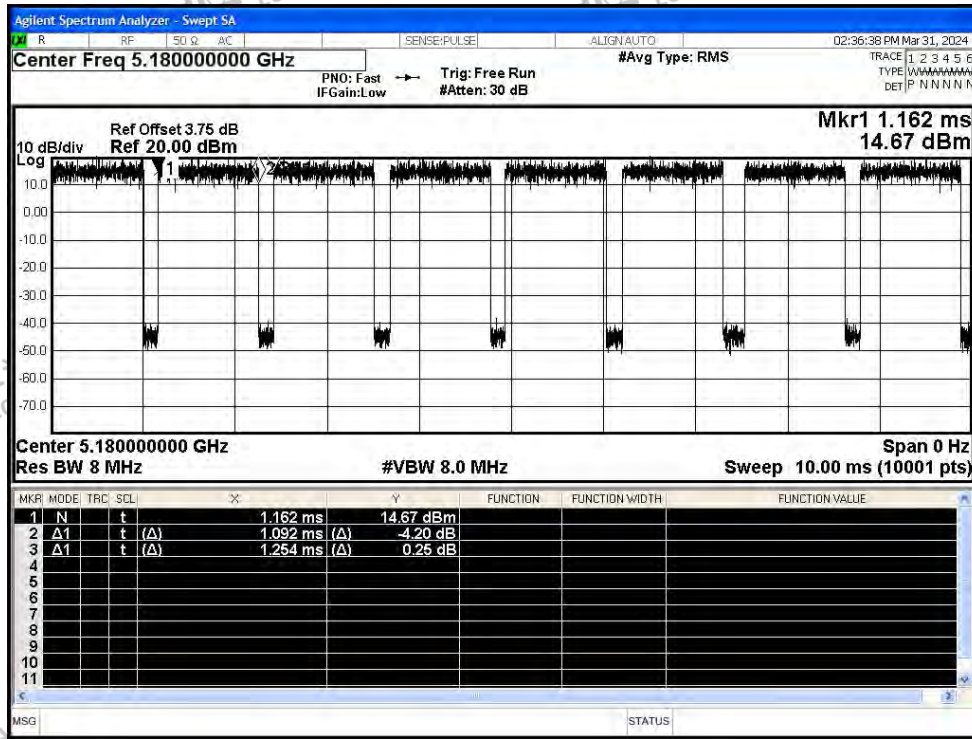 Agilent Spectrum Analyzer - Swept SA
LXI R RF 50 Ω AC SENSE:PULSE ALIGN AUTO 02:36:38 PM Mar 31, 2024
Center Freq 5.180000000 GHz #Avg Type: RMS TRACE 1 2 3 4 5 6
PNO: Fast Trig: Free Run TYPE WWWWWW
IFGain:Low #Atten: 30 dB DET P N N N N N
Mkr1 1.162 ms
14.67 dBm
Ref Offset 3.75 dB
10 dB/div Ref 20.00 dBm
Log
1 2
10.0
0.00
-10.0
-20.0
-30.0
-40.0
-50.0
-60.0
-70.0
Center 5.180000000 GHz Span 0 Hz
Res BW 8 MHz #VBW 8.0 MHz Sweep 10.00 ms (10001 pts)
MKR MODE TRC SCL X Y FUNCTION FUNCTION WIDTH FUNCTION VALUE
1 N t 1.162 ms 14.67 dBm
2 Δ1 t (Δ) 1.092 ms (Δ) -4.20 dB
3 Δ1 t (Δ) 1.254 ms (Δ) 0.25 dB
4
5
6
7
8
9
10
11
MSG STATUS